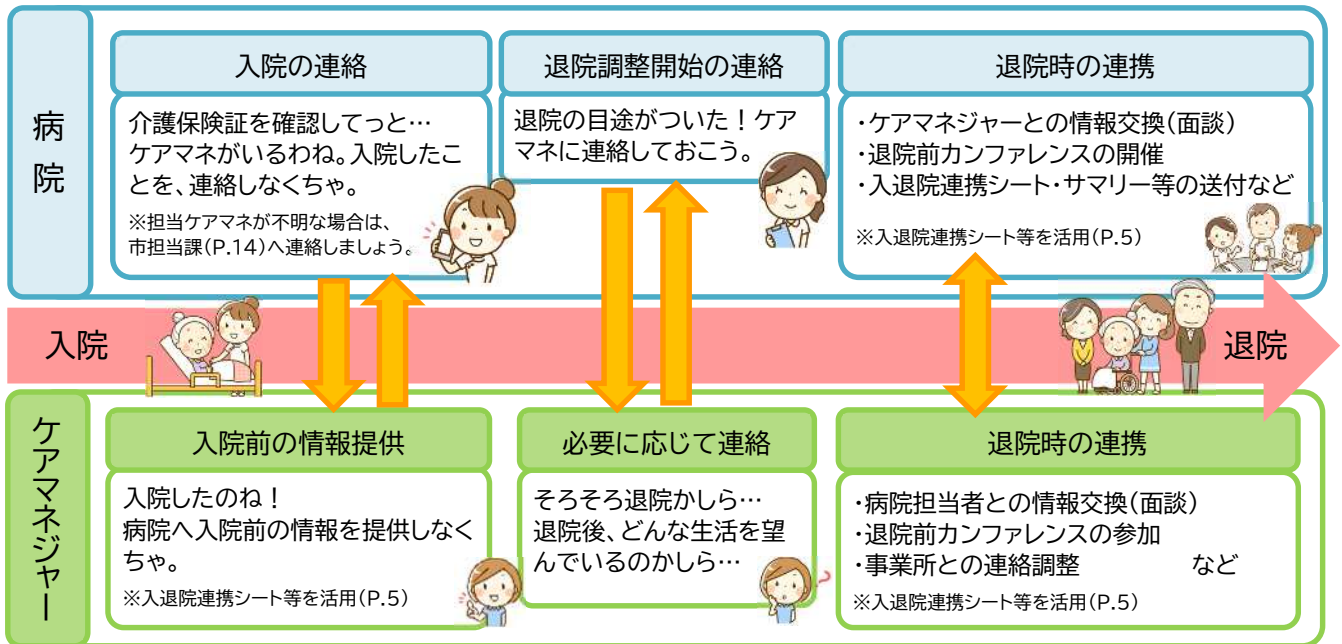 病院
入院の連絡
介護保険証を確認してっと…
ケアマネがいるわね。入院したこ
とを、連絡しなくちゃ。
※担当ケアマネが不明な場合は、
市担当課(P.14)へ連絡しましょう。
退院調整開始の連絡
退院の目途がついた！ケア
マネに連絡しておこう。
退院時の連携
・ケアマネジャーとの情報交換(面談)
・退院前カンファレンスの開催
・入退院連携シート・サマリー等の送付など
※入退院連携シート等を活用(P.5)
入院
退院
ケアマネジャー
入院前の情報提供
入院したのね！
病院へ入院前の情報を提供しなく
ちゃ。
※入退院連携シート等を活用(P.5)
必要に応じて連絡
そろそろ退院かしら…
退院後、どんな生活を望
んでいるのかしら…
退院時の連携
・病院担当者との情報交換(面談)
・退院前カンファレンスの参加
・事業所との連絡調整　　　　など
※入退院連携シート等を活用(P.5)